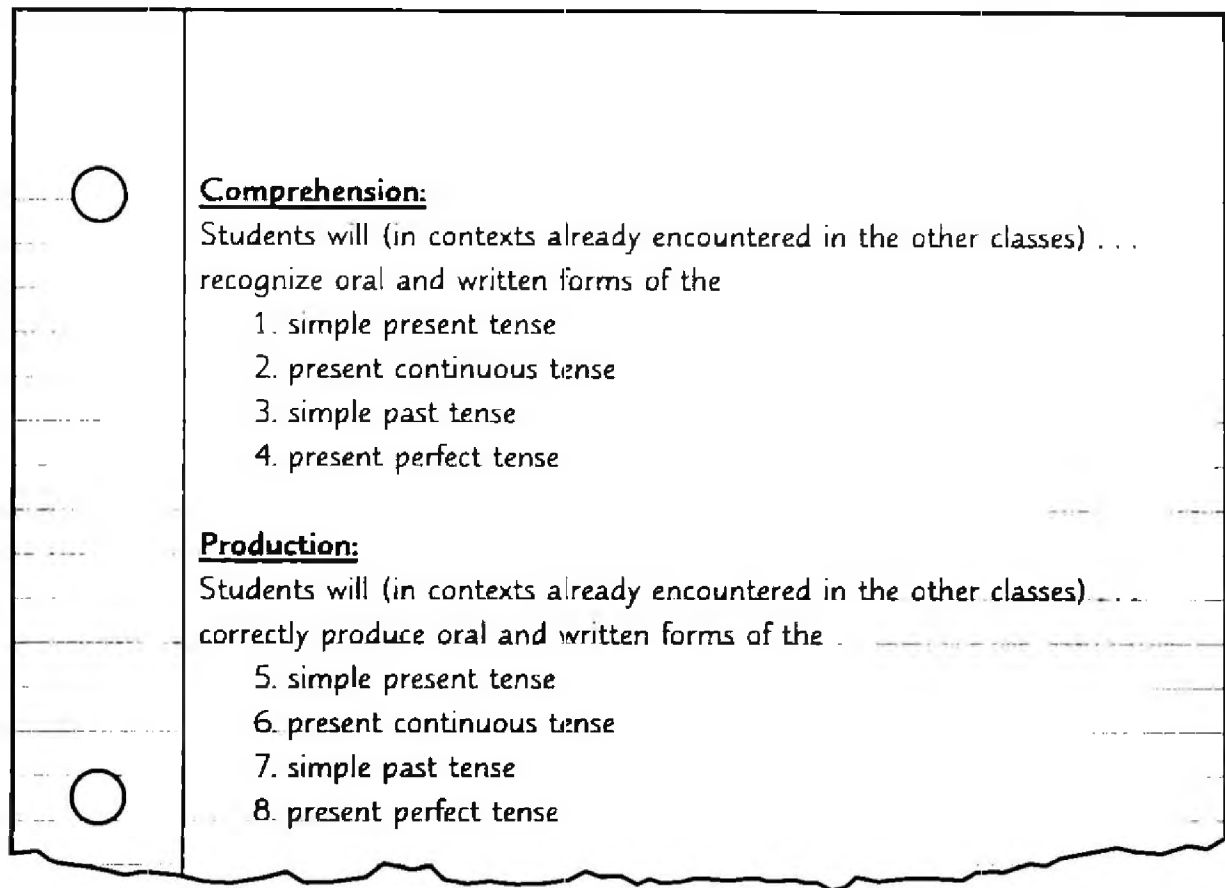 Comprehension:
Students will (in contexts already encountered in the other classes) . . .
recognize oral and written forms of the
1. simple present tense
2. present continuous tense
3. simple past tense
4. present perfect tense
Production:
Students will (in contexts already encountered in the other classes) . . .
correctly produce oral and written forms of the .
5. simple present tense
6. present continuous tense
7. simple past tense
8. present perfect tense